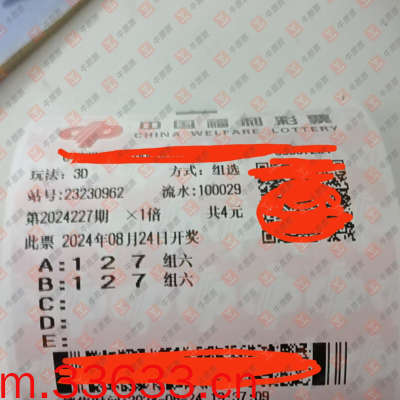 中国福利彩票
CHINA WELFARE LOTTERY
玩法:3D 方式:组选
站号:23230962 流水:100029
第2024227期 ×1倍 共4元
此票 2024年08月24日开奖
A:1 2 7 组六
B:1 2 7 组六
C:
D:
E:
m.33633.cn